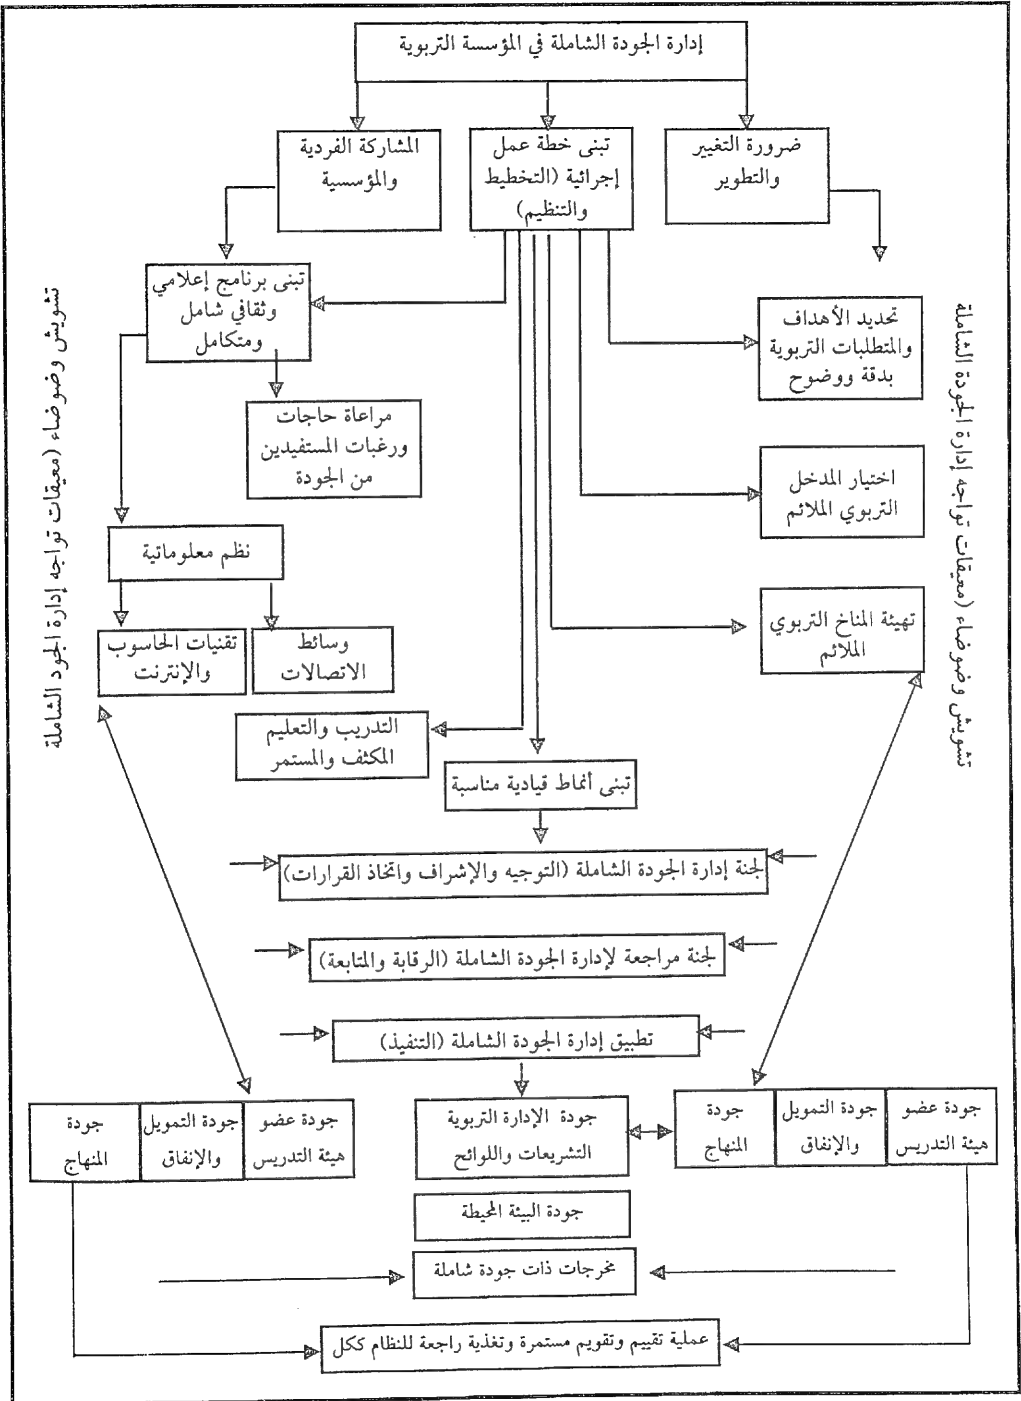 إدارة الجودة الشاملة في المؤسسة التربوية
ضرورة التغيير
والتطوير
تبنى خطة عمل
إجرائية (التخطيط
والتنظيم)
المشاركة الفردية
والمؤسسية
تبنى برنامج إعلامي
وثقافي شامل
ومتكامل
تحديد الأهداف
والمتطلبات التربوية
بدقة ووضوح
مراعاة حاجات
ورغبات المستفيدين
من الجودة
اختيار المدخل
التربوي الملائم
نظم معلوماتية
تهيئة المناخ التربوي
الملائم
وسائط
الاتصالات
تقنيات الحاسوب
والإنترنت
التدريب والتعليم
المكثف والمستمر
تبنى أنماط قيادية مناسبة
لجنة إدارة الجودة الشاملة (التوجيه والإشراف واتخاذ القرارات)
لجنة مراجعة لإدارة الجودة الشاملة (الرقابة والمتابعة)
تطبيق إدارة الجودة الشاملة (التنفيذ)
جودة عضو
هيئة التدريس
جودة التمويل
والإنفاق
جودة
المنهاج
جودة الإدارة التربوية
التشريعات واللوائح
جودة عضو
هيئة التدريس
جودة التمويل
والإنفاق
جودة
المنهاج
جودة البيئة المحيطة
مخرجات ذات جودة شاملة
عملية تقييم وتقويم مستمرة وتغذية راجعة للنظام ككل
تشويش وضوضاء (معيقات تواجه إدارة الجودة الشاملة
تشويش وضوضاء (معيقات تواجه إدارة الجود الشاملة